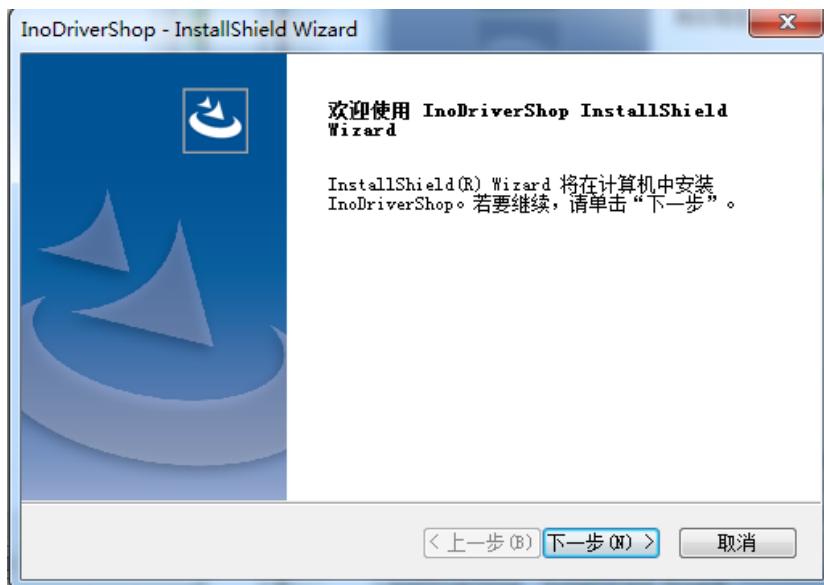 InoDriverShop - InstallShield Wizard
欢迎使用 InoDriverShop InstallShield
Wizard
InstallShield(R) Wizard 将在计算机中安装
InoDriverShop。若要继续，请单击“下一步”。
< 上一步(B) 下一步(N) > 取消